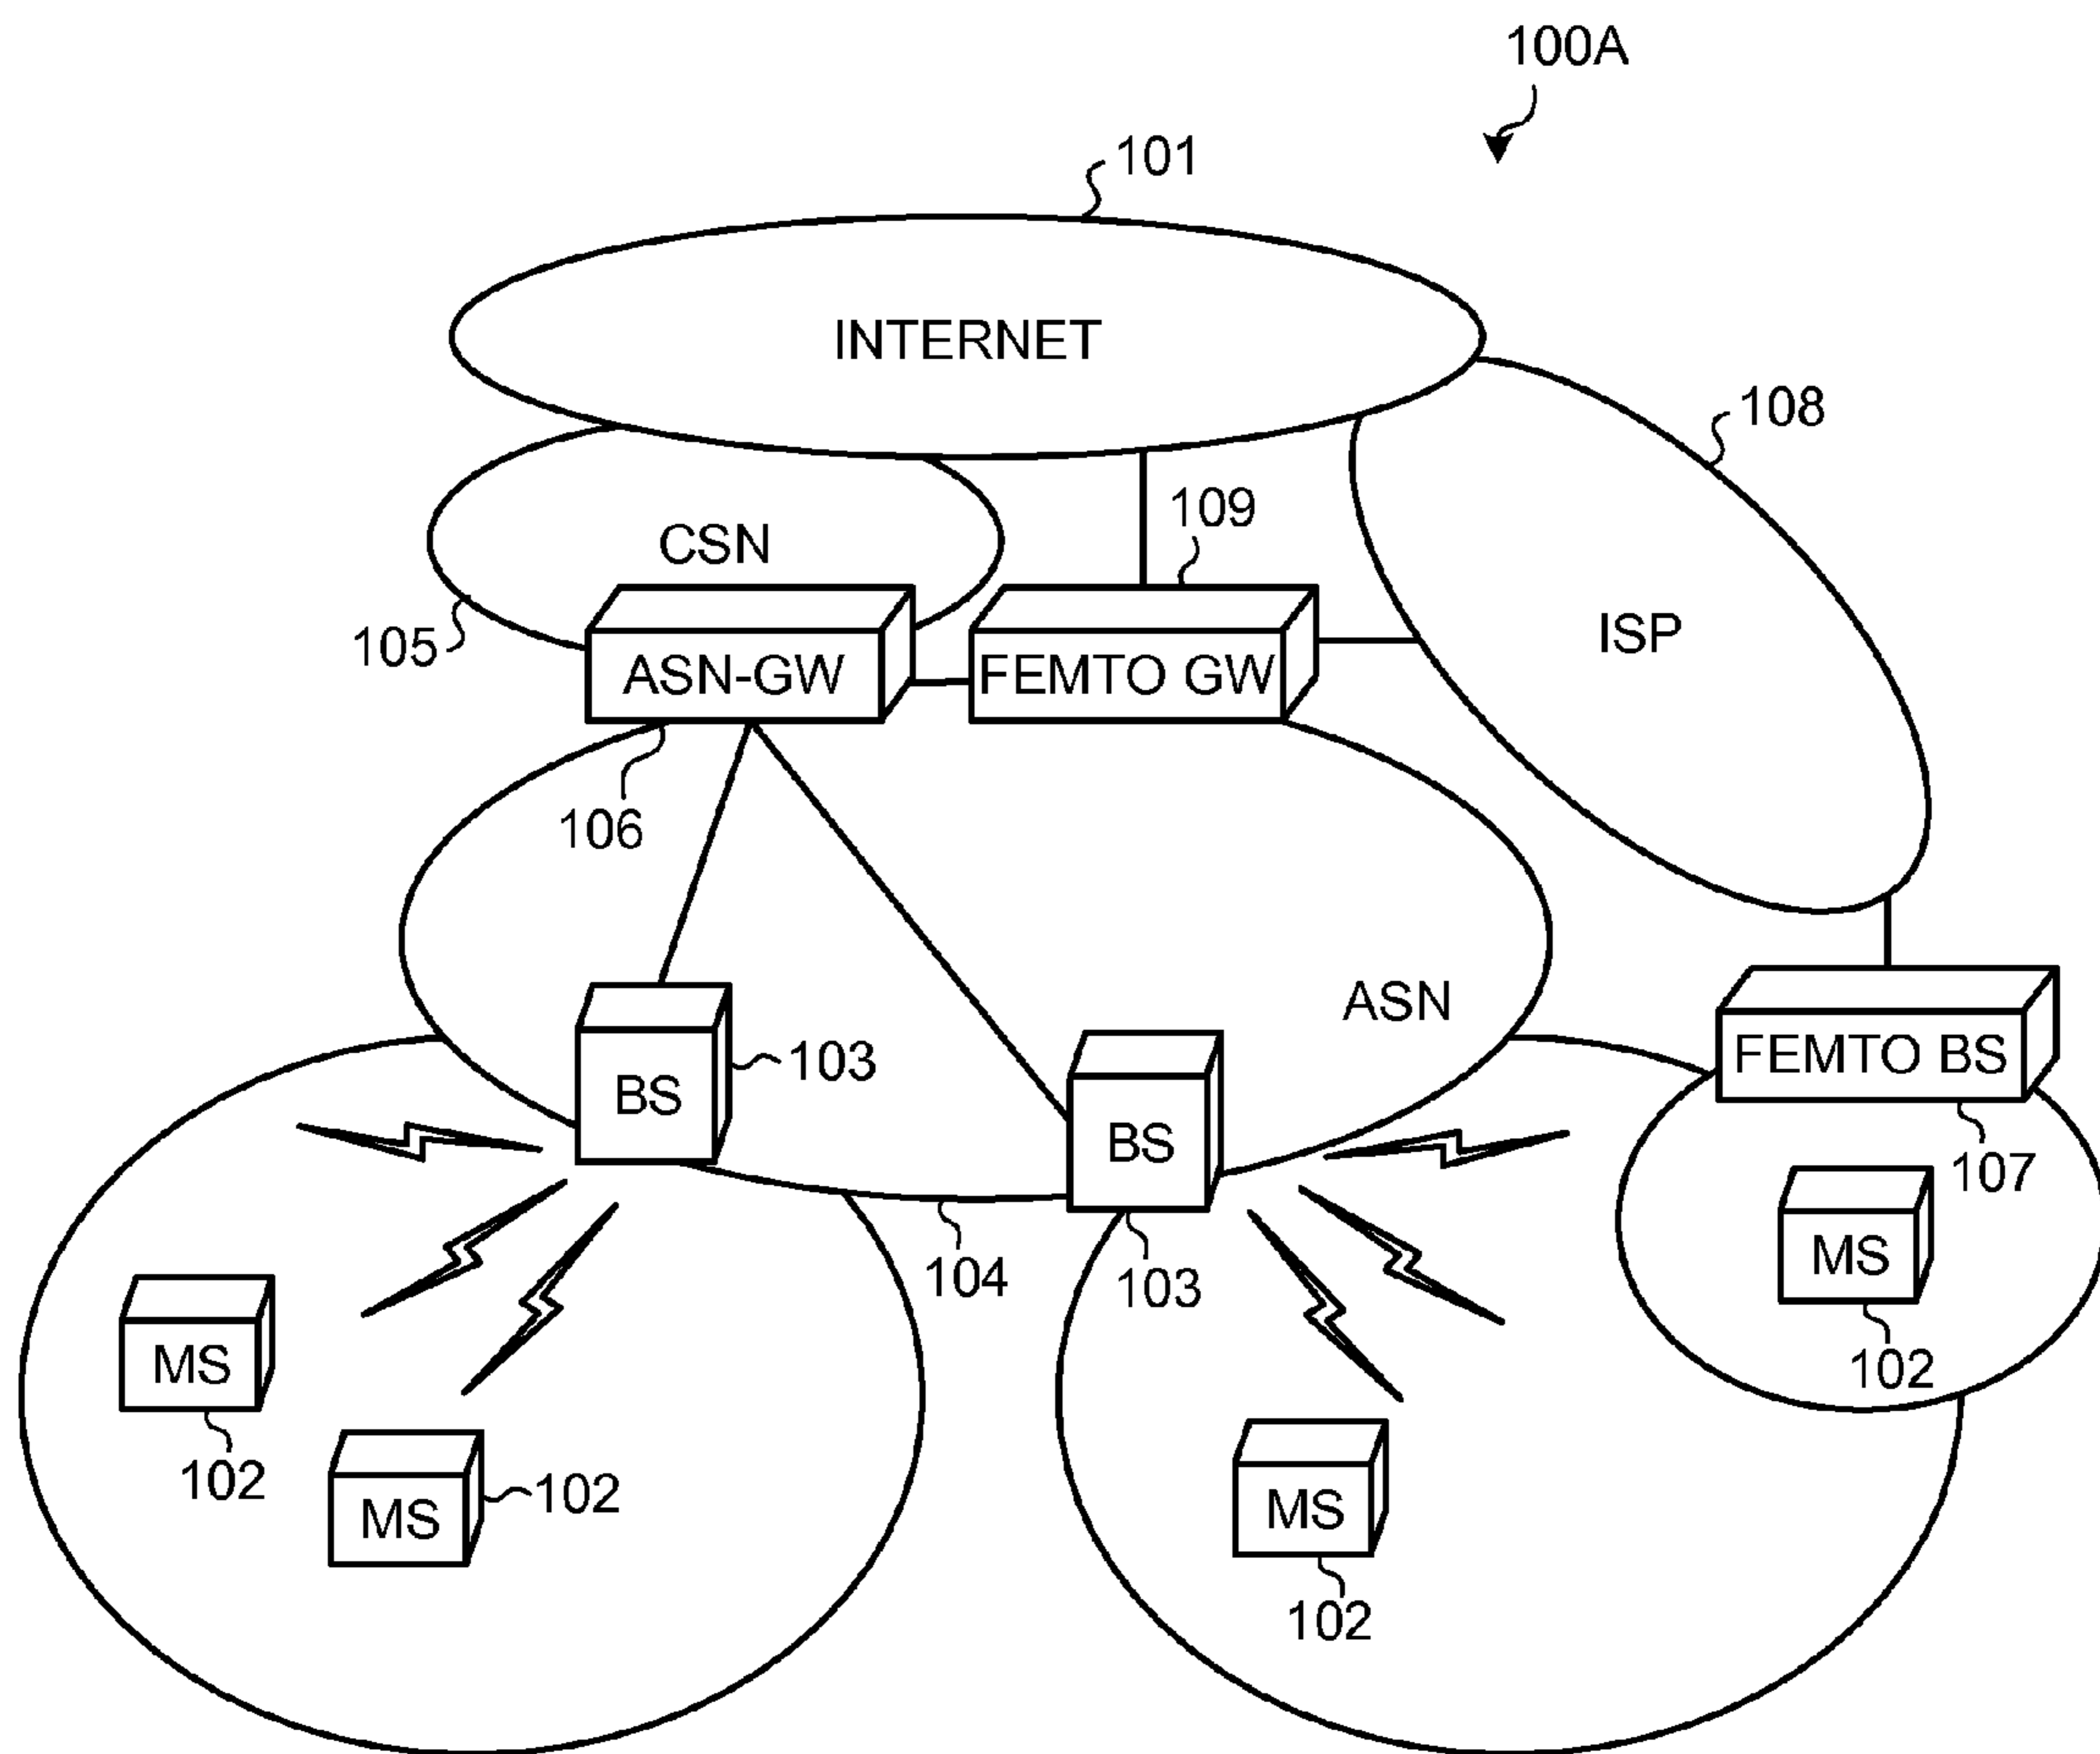 100A
101
INTERNET
108
109
CSN
105
ISP
ASN-GW
FEMTO GW
106
ASN
103
BS
FEMTO BS
BS
107
104
103
MS
102
MS
102
MS
102
MS
102